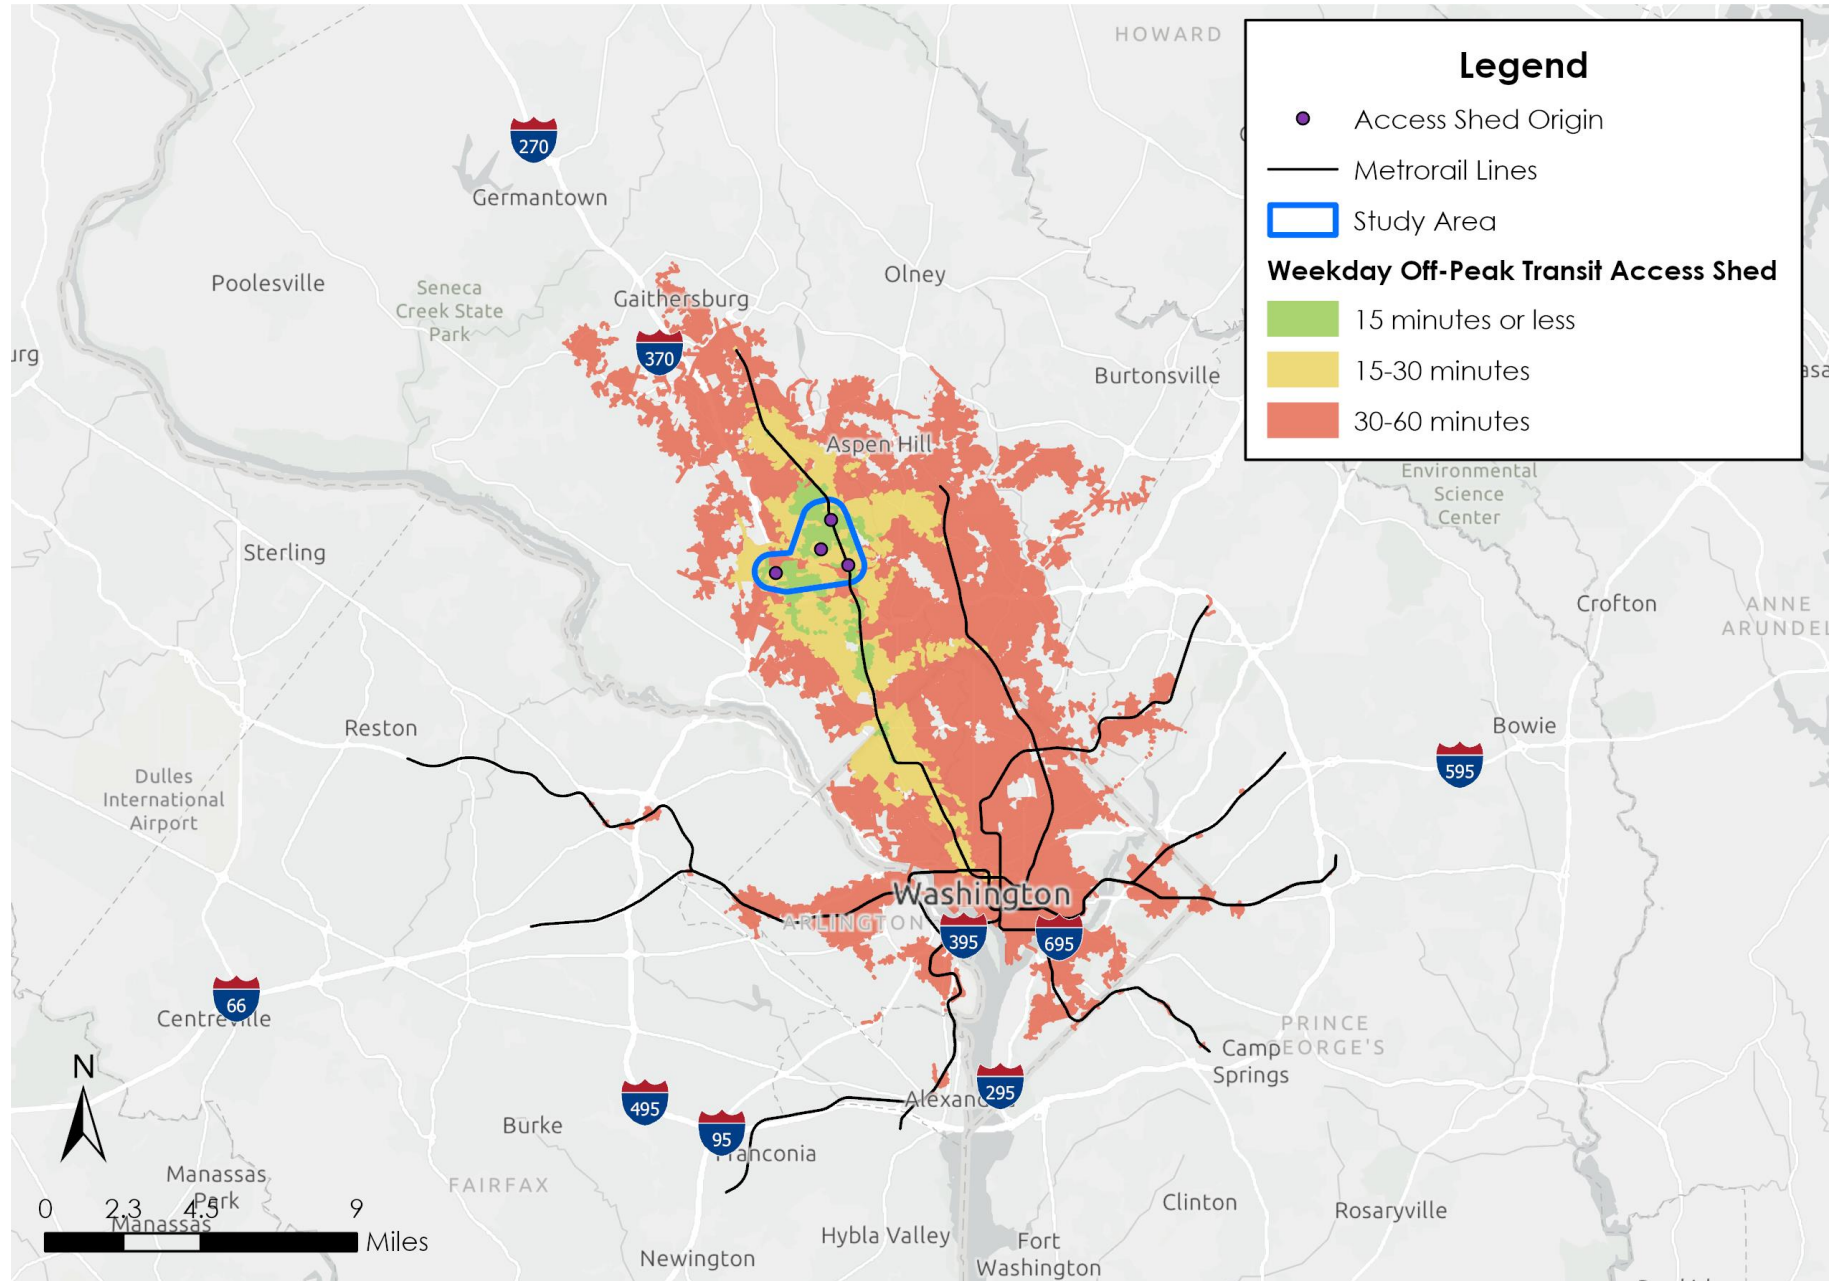 HOWARD
Legend
Access Shed Origin
Metrorail Lines
Study Area
Weekday Off-Peak Transit Access Shed
15 minutes or less
15-30 minutes
30-60 minutes
270
Germantown
Poolesville
Seneca
Creek State
Park
Gaithersburg
Olney
370
Burtonsville
Aspen Hill
Environmental
Science
Center
Sterling
Crofton
ANNE
ARUNDEL
Reston
Bowie
595
Dulles
International
Airport
Washington
ARLINGTON
395
695
66
Centreville
PRINCE
GEORGE'S
Camp
Springs
295
495
95
Burke
Franconia
N
Manassas
Park
Manassas
FAIRFAX
Clinton
Rosaryville
0 2.3 4.5 9
Miles
Hybla Valley
Fort
Washington
Newington